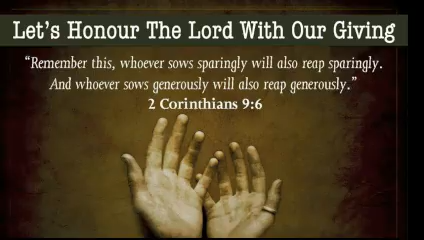 Let's Honour The Lord With Our Giving
“Remember this, whoever sows sparingly will also reap sparingly.
And whoever sows generously will also reap generously.”
2 Corinthians 9:6